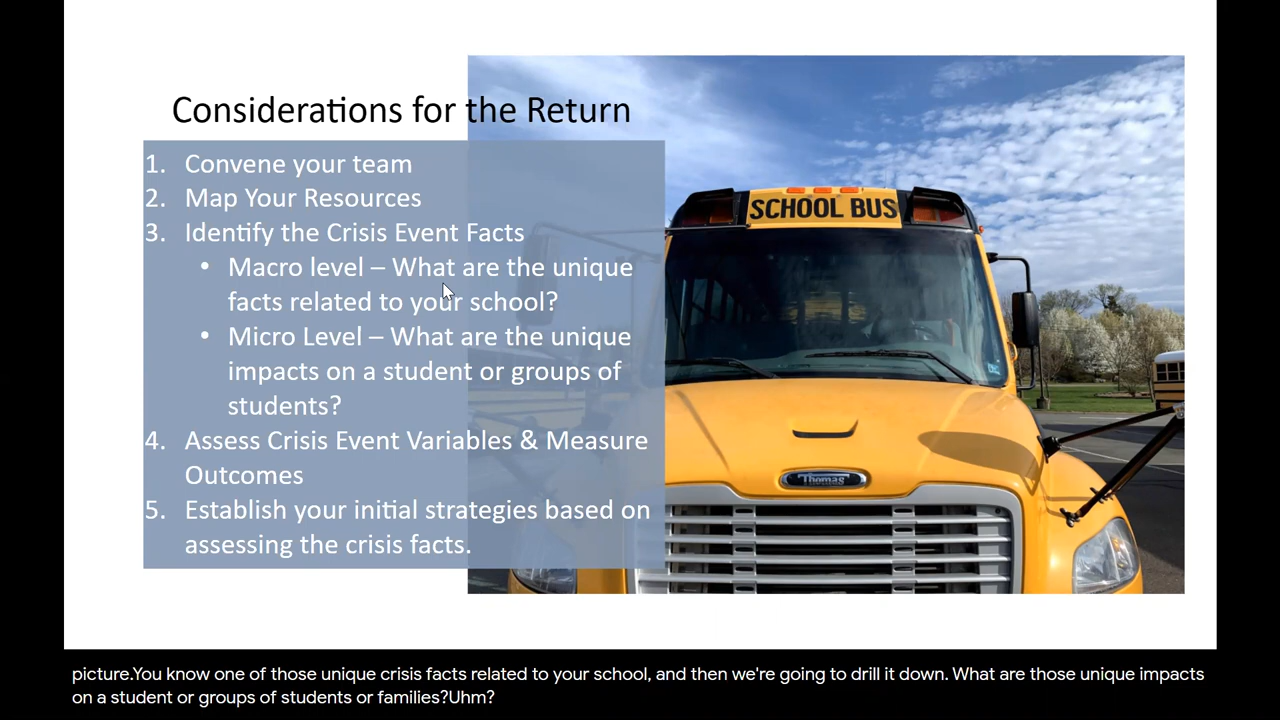 Considerations for the Return
1. Convene your team
2. Map Your Resources
3. Identify the Crisis Event Facts
• Macro level – What are the unique
facts related to your school?
• Micro Level – What are the unique
impacts on a student or groups of
students?
4. Assess Crisis Event Variables & Measure
Outcomes
5. Establish your initial strategies based on
assessing the crisis facts.
SCHOOL BUS
Thomas
picture.You know one of those unique crisis facts related to your school, and then we're going to drill it down. What are those unique impacts
on a student or groups of students or families?Uhm?